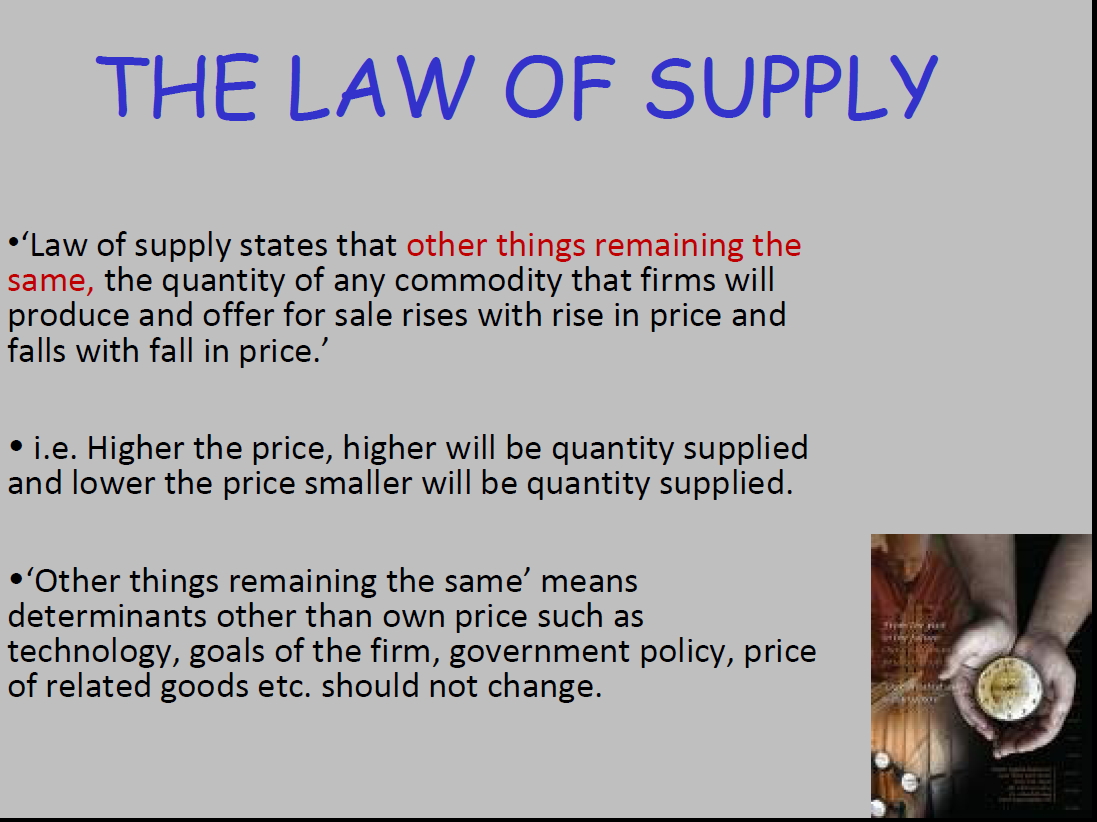 THE LAW OF SUPPLY
•‘Law of supply states that other things remaining the
same, the quantity of any commodity that firms will
produce and offer for sale rises with rise in price and
falls with fall in price.’
• i.e. Higher the price, higher will be quantity supplied
and lower the price smaller will be quantity supplied.
•‘Other things remaining the same’ means
determinants other than own price such as
technology, goals of the firm, government policy, price
of related goods etc. should not change.